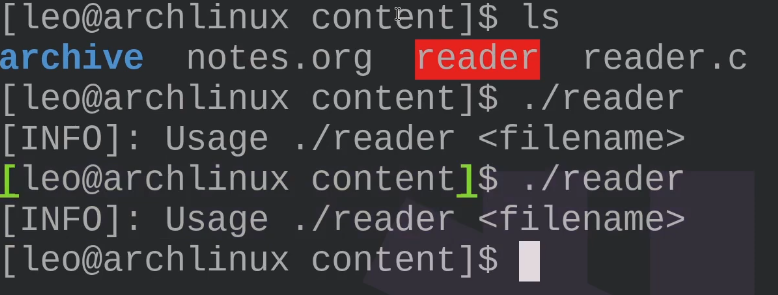 [leo@archlinux content]$ ls
archive  notes.org  reader  reader.c
[leo@archlinux content]$ ./reader
[INFO]: Usage ./reader <filename>
[leo@archlinux content]$ ./reader
[INFO]: Usage ./reader <filename>
[leo@archlinux content]$